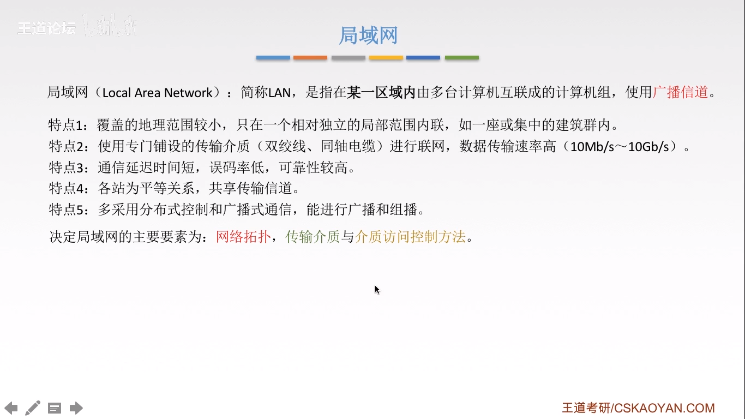 王道论坛
局域网
局域网（Local Area Network）：简称LAN，是指在某一区域内由多台计算机互联成的计算机组，使用广播信道。
特点1：覆盖的地理范围较小，只在一个相对独立的局部范围内联，如一座或集中的建筑群内。
特点2：使用专门铺设的传输介质（双绞线、同轴电缆）进行联网，数据传输速率高（10Mb/s～10Gb/s）。
特点3：通信延迟时间短，误码率低，可靠性较高。
特点4：各站为平等关系，共享传输信道。
特点5：多采用分布式控制和广播式通信，能进行广播和组播。
决定局域网的主要要素为：网络拓扑，传输介质与介质访问控制方法。
王道考研/CSKAOYAN.COM